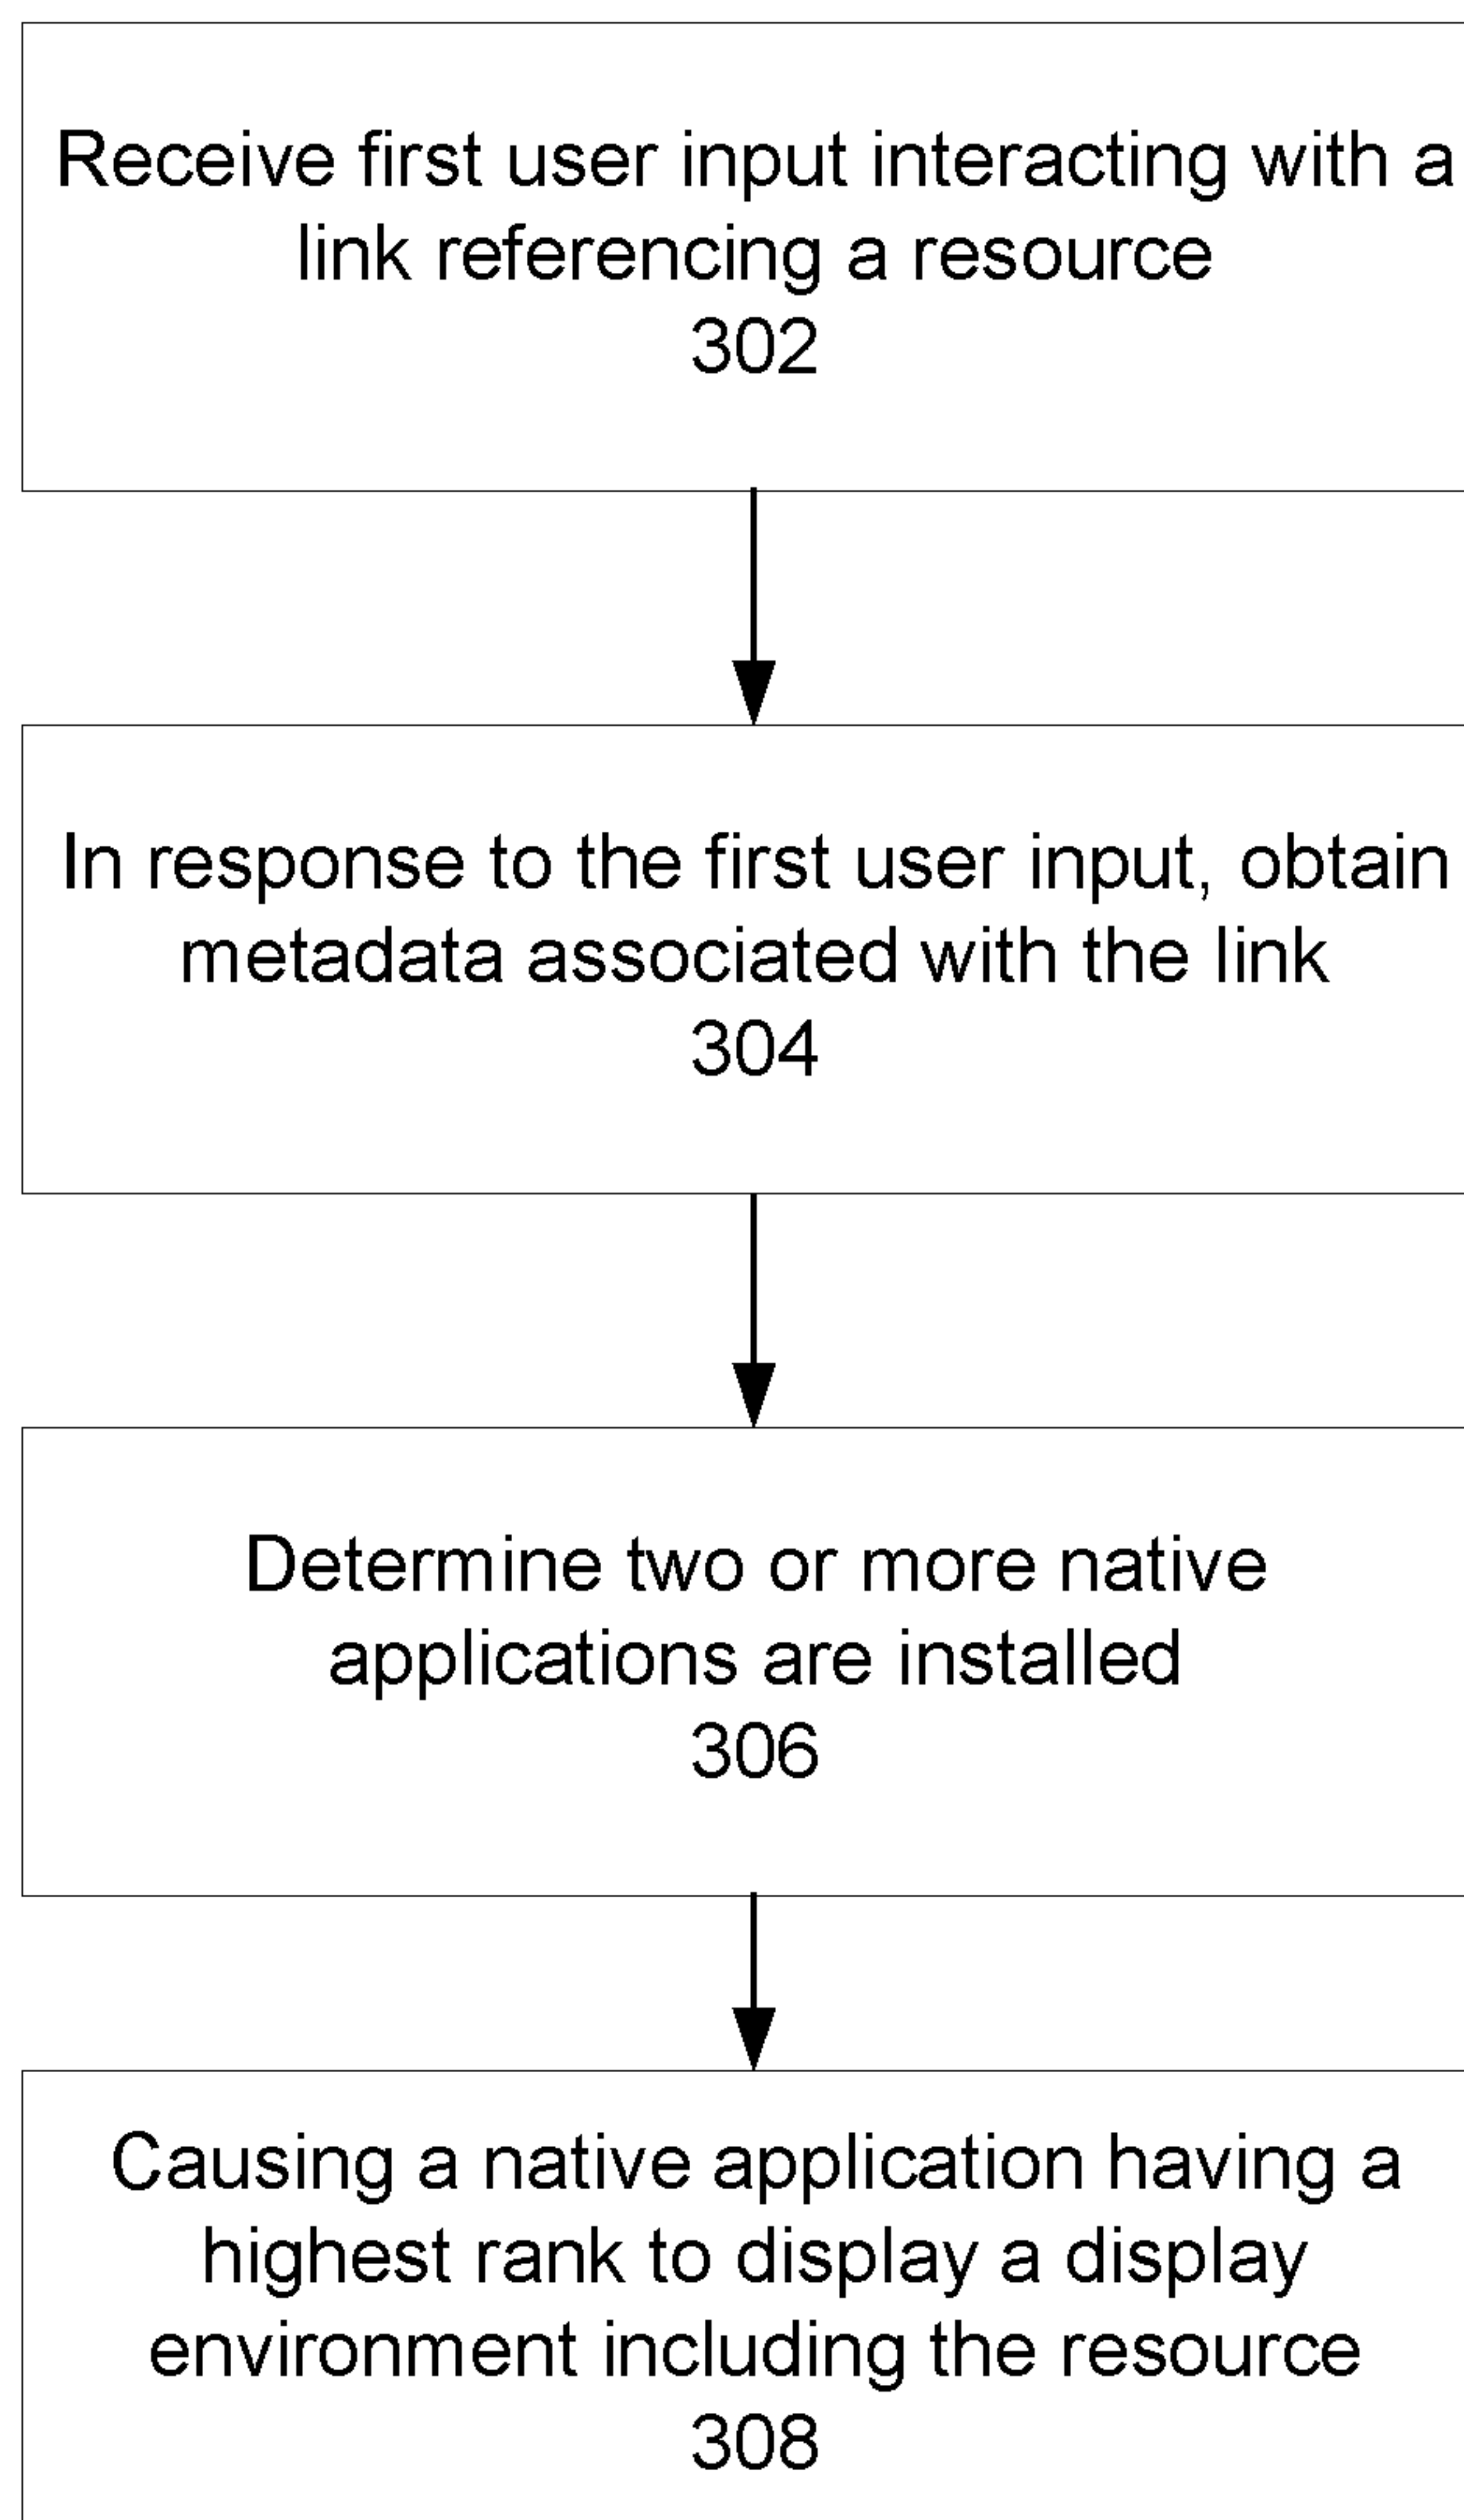 Receive first user input interacting with a
link referencing a resource
302
In response to the first user input, obtain
metadata associated with the link
304
Determine two or more native
applications are installed
306
Causing a native application having a
highest rank to display a display
environment including the resource
308